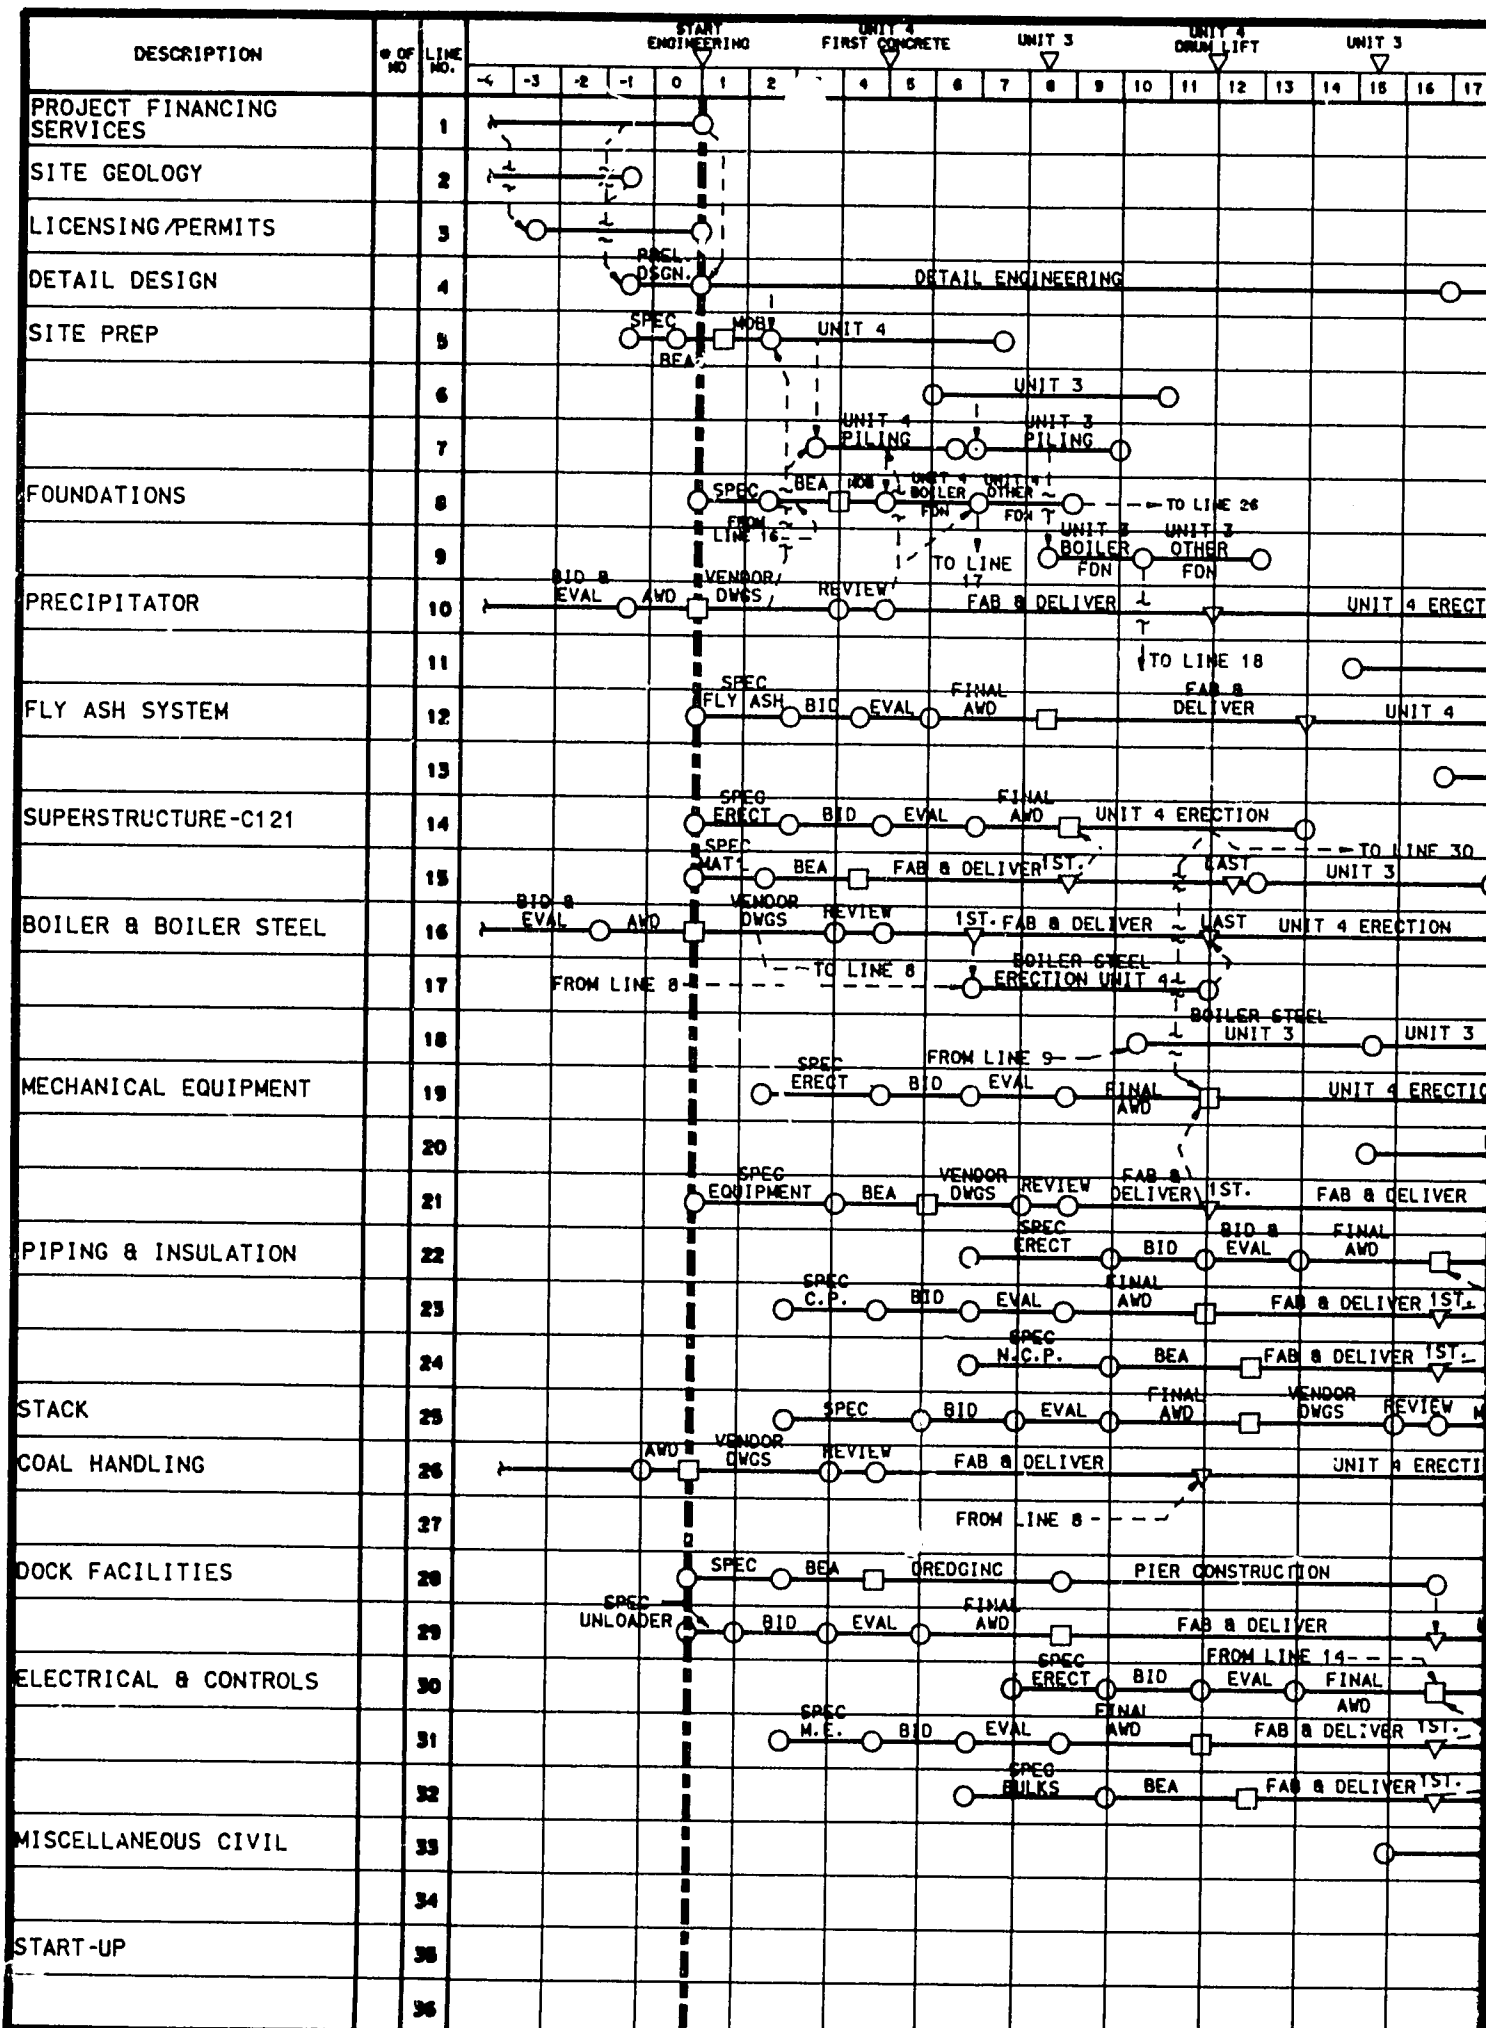 START
ENGINEERING
UNIT 4
FIRST CONCRETE
UNIT 3
UNIT 4
DRUM LIFT
UNIT 3
DESCRIPTION
# OF
MO
LINE
NO.
-4 -3 -2 -1 0 1 2 4 5 6 7 8 9 10 11 12 13 14 15 16 17
PROJECT FINANCING
SERVICES 1
SITE GEOLOGY 2
LICENSING/PERMITS 3
PREL.
DSGN.
DETAIL DESIGN 4 DETAIL ENGINEERING
SITE PREP 5 SPEC BEA MOB UNIT 4
6 UNIT 3
7 UNIT 4
PILING
UNIT 3
PILING
FOUNDATIONS 8 SPEC BEA MOB
UNIT 4
BOILER
FDN
UNIT 4
OTHER
FDN
TO LINE 26
FROM
LINE 16
9 TO LINE
17
UNIT 3
BOILER
FDN
UNIT 3
OTHER
FDN
PRECIPITATOR 10 BID &
EVAL
AWD
VENDOR
DWGS
REVIEW
FAB & DELIVER
UNIT 4 ERECT
11 TO LINE 18
FLY ASH SYSTEM 12 SPEC
FLY ASH
BID
EVAL
FINAL
AWD
FAB &
DELIVER
UNIT 4
13
SUPERSTRUCTURE-C121 14 SPEC
ERECT
BID
EVAL
FINAL
AWD
UNIT 4 ERECTION
TO LINE 30
15 SPEC
MAT'L
BEA
FAB & DELIVER 1ST.
LAST
UNIT 3
BOILER & BOILER STEEL 16 BID &
EVAL
AWD
VENDOR
DWGS
REVIEW
1ST. FAB & DELIVER
LAST
UNIT 4 ERECTION
TO LINE 8
17 FROM LINE 8
BOILER STEEL
ERECTION UNIT 4
18 FROM LINE 9
BOILER STEEL
UNIT 3
UNIT 3
MECHANICAL EQUIPMENT 19 SPEC
ERECT
BID
EVAL
FINAL
AWD
UNIT 4 ERECTIO
20
21 SPEC
EQUIPMENT
BEA
VENDOR
DWGS
REVIEW
FAB &
DELIVER
1ST.
FAB & DELIVER
PIPING & INSULATION 22 SPEC
ERECT
BID
BID &
EVAL
FINAL
AWD
23 SPEC
C.P.
BID
EVAL
FINAL
AWD
FAB & DELIVER 1ST.
24 SPEC
N.C.P.
BEA
FAB & DELIVER 1ST.
STACK 25 SPEC
BID
EVAL
FINAL
AWD
VENDOR
DWGS
REVIEW
COAL HANDLING 26 AWD
VENDOR
DWGS
REVIEW
FAB & DELIVER
UNIT 4 ERECTI
27 FROM LINE 8
DOCK FACILITIES 28 SPEC
BEA
DREDGING
PIER CONSTRUCTION
29 SPEC
UNLOADER
BID
EVAL
FINAL
AWD
FAB & DELIVER
FROM LINE 14
ELECTRICAL & CONTROLS 30 SPEC
ERECT
BID
EVAL
FINAL
AWD
31 SPEC
M.E.
BID
EVAL
FINAL
AWD
FAB & DELIVER 1ST.
32 SPEC
BULKS
BEA
FAB & DELIVER 1ST.
MISCELLANEOUS CIVIL 33
34
START-UP 35
36